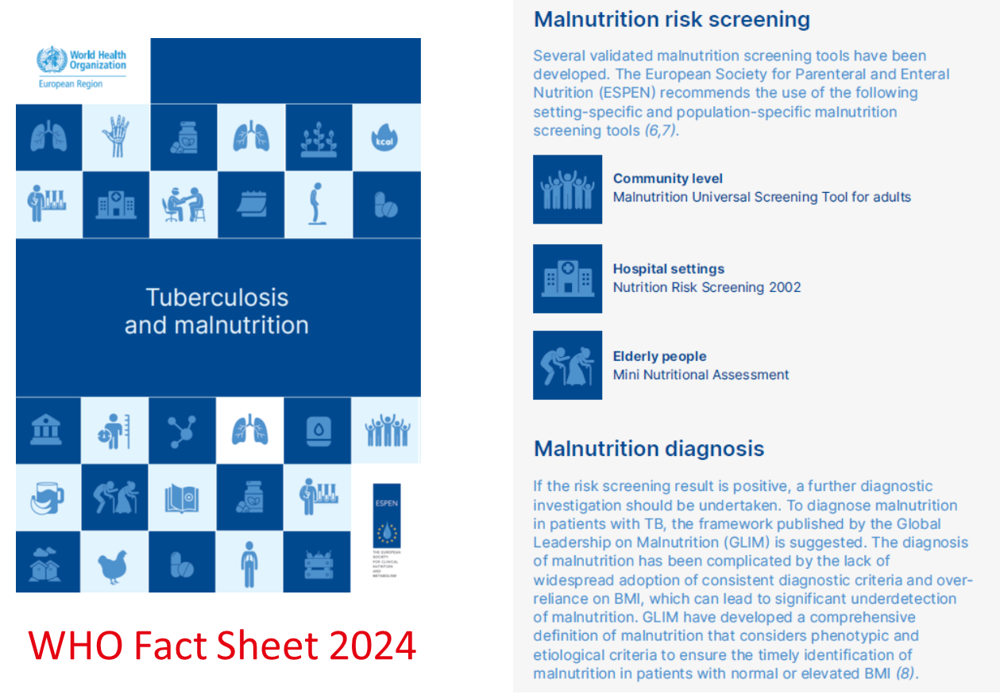 World Health
Organization
European Region
kcal
Tuberculosis
and malnutrition
ESPEN
THE EUROPEAN
SOCIETY
FOR CLINICAL
NUTRITION
AND
METABOLISM
WHO Fact Sheet 2024
Malnutrition risk screening
Several validated malnutrition screening tools have been
developed. The European Society for Parenteral and Enteral
Nutrition (ESPEN) recommends the use of the following
setting-specific and population-specific malnutrition
screening tools (6,7).
Community level
Malnutrition Universal Screening Tool for adults
Hospital settings
Nutrition Risk Screening 2002
Elderly people
Mini Nutritional Assessment
Malnutrition diagnosis
If the risk screening result is positive, a further diagnostic
investigation should be undertaken. To diagnose malnutrition
in patients with TB, the framework published by the Global
Leadership on Malnutrition (GLIM) is suggested. The diagnosis
of malnutrition has been complicated by the lack of
widespread adoption of consistent diagnostic criteria and over-
reliance on BMI, which can lead to significant underdetection
of malnutrition. GLIM have developed a comprehensive
definition of malnutrition that considers phenotypic and
etiological criteria to ensure the timely identification of
malnutrition in patients with normal or elevated BMI (8).